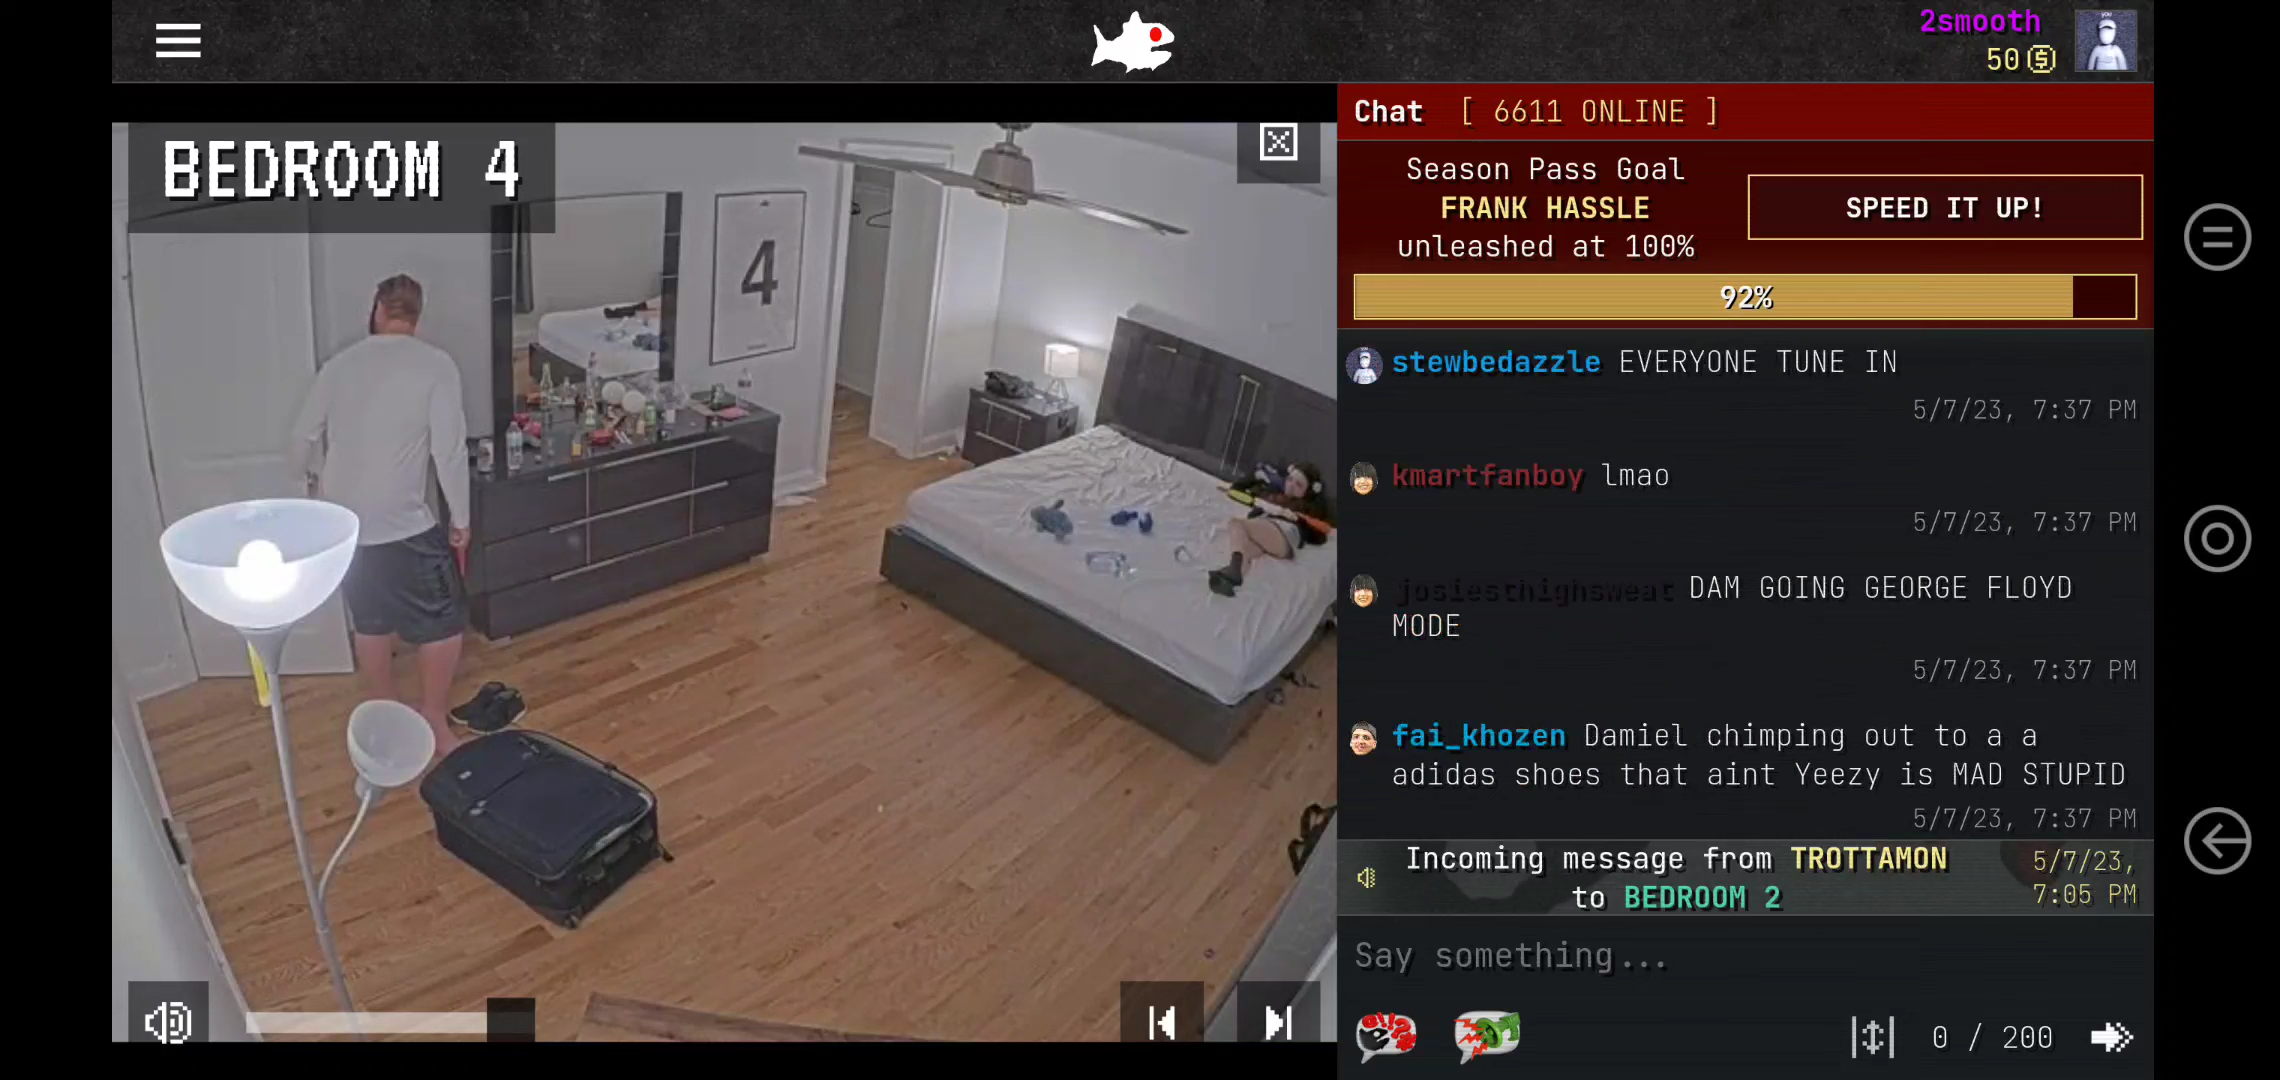 2smooth
50
BEDROOM 4
4
Chat [ 6611 ONLINE ]
Season Pass Goal
FRANK HASSLE
unleashed at 100%
SPEED IT UP!
92%
stewbedazzle EVERYONE TUNE IN
5/7/23, 7:37 PM
kmartfanboy lmao
5/7/23, 7:37 PM
josiesthighsweat DAM GOING GEORGE FLOYD
MODE
5/7/23, 7:37 PM
fai_khozen Damiel chimping out to a a
adidas shoes that aint Yeezy is MAD STUPID
5/7/23, 7:37 PM
Incoming message from TROTTAMON
to BEDROOM 2
5/7/23,
7:05 PM
Say something...
0 / 200